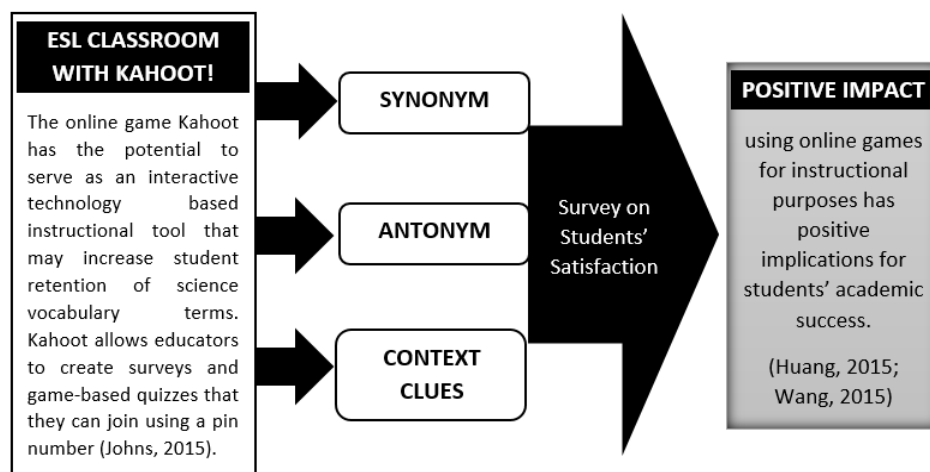 ESL CLASSROOM
WITH KAHOOT!
The online game Kahoot
has the potential to
serve as an interactive
technology based
instructional tool that
may increase student
retention of science
vocabulary terms.
Kahoot allows educators
to create surveys and
game-based quizzes that
they can join using a pin
number (Johns, 2015).
SYNONYM
ANTONYM
CONTEXT
CLUES
Survey on
Students’
Satisfaction
POSITIVE IMPACT
using online games
for instructional
purposes has
positive
implications for
students’ academic
success.
(Huang, 2015;
Wang, 2015)